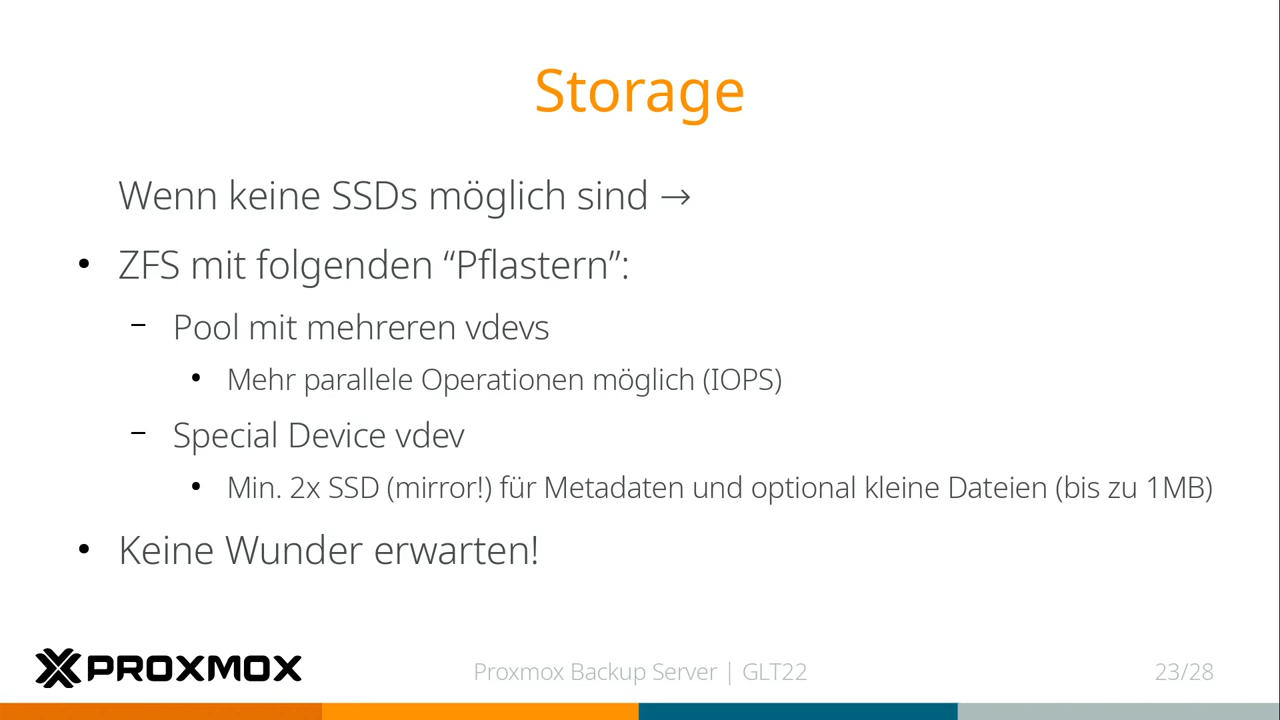 Storage
Wenn keine SSDs möglich sind →
• ZFS mit folgenden “Pflastern”:
– Pool mit mehreren vdevs
• Mehr parallele Operationen möglich (IOPS)
– Special Device vdev
• Min. 2x SSD (mirror!) für Metadaten und optional kleine Dateien (bis zu 1MB)
• Keine Wunder erwarten!
PROXMOX
Proxmox Backup Server | GLT22
23/28